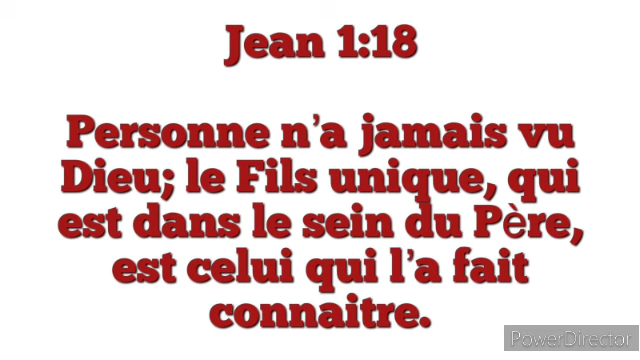 Jean 1:18
Personne n'a jamais vu
Dieu; le Fils unique, qui
est dans le sein du Père,
est celui qui l'a fait
connaitre.
PowerDirector